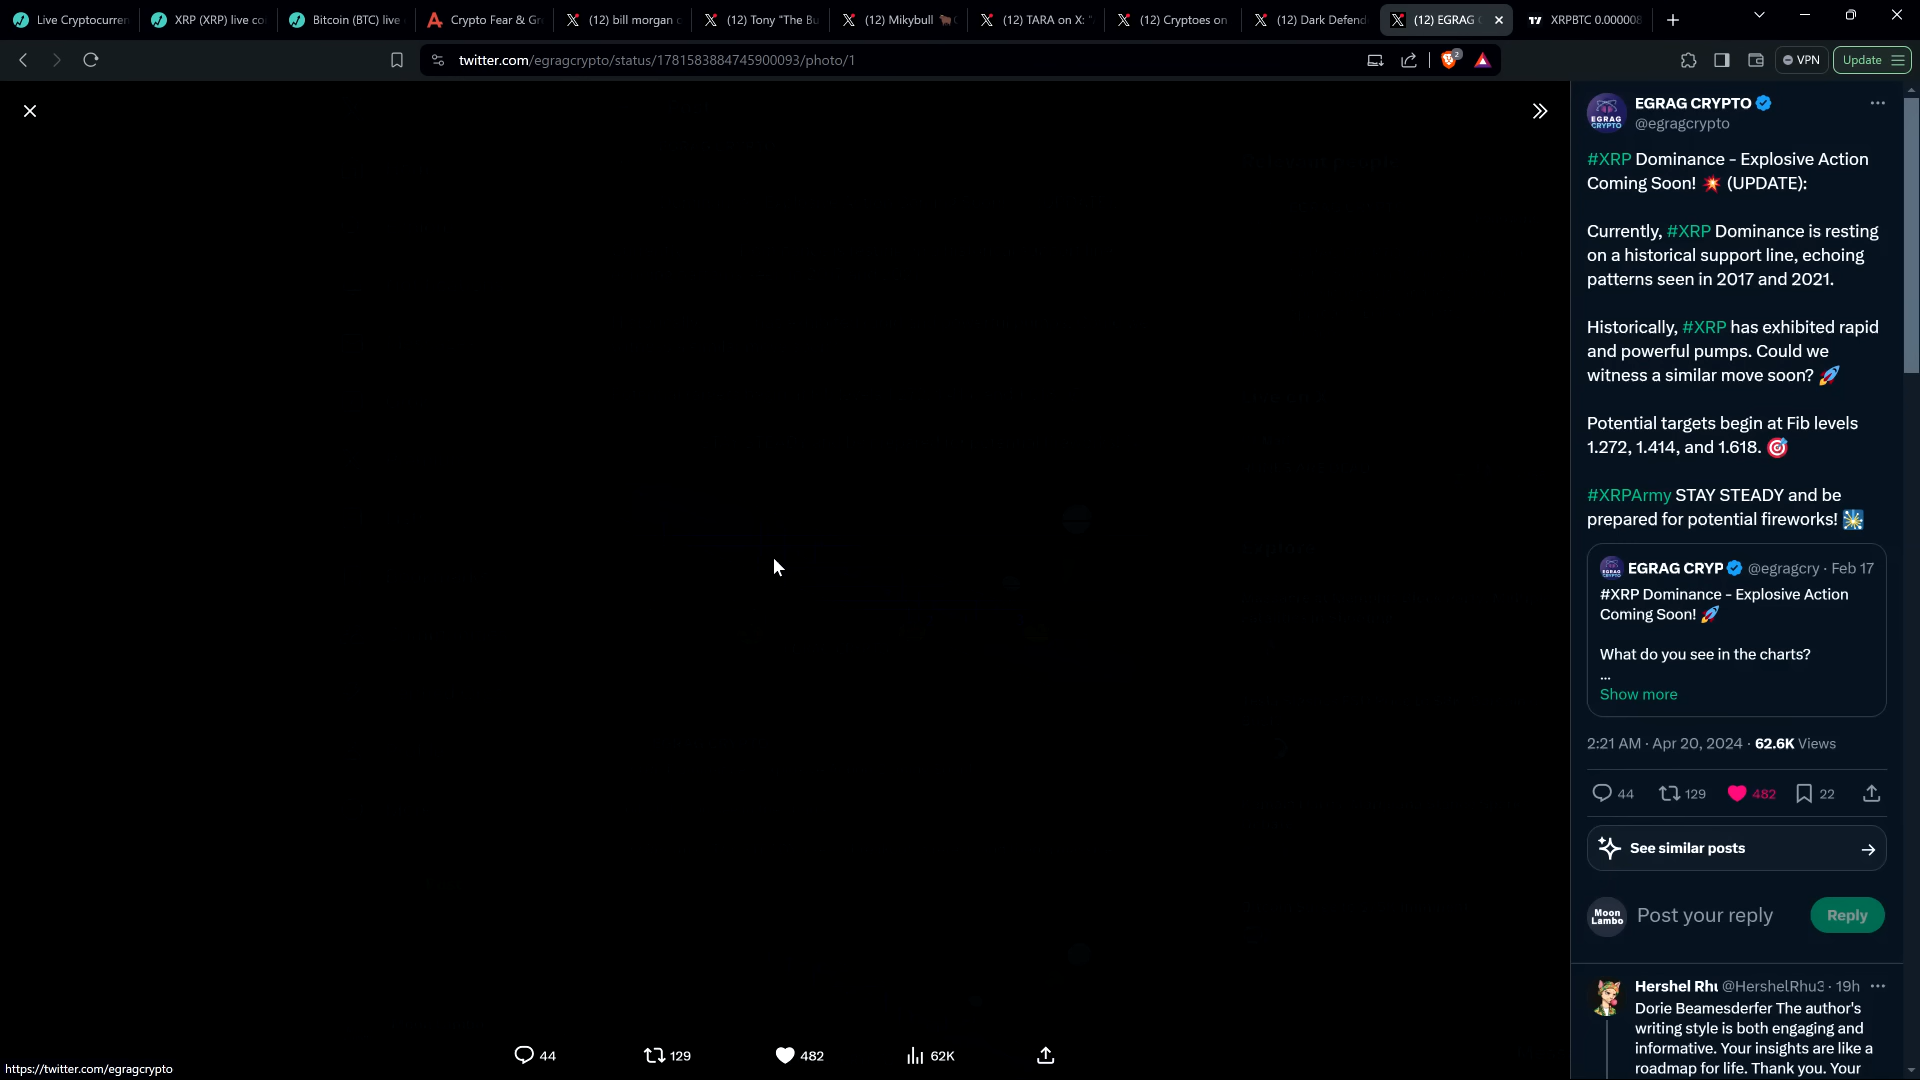 Live Cryptocurren
XRP (XRP) live co
Bitcoin (BTC) live
Crypto Fear & Gr
(12) bill morgan
(12) Tony "The Bu
(12) Mikybull
(12) TARA on X: "
(12) Cryptoes on
(12) Dark Defend
(12) EGRAG
XRPBTC 0.000008
twitter.com/egragcrypto/status/1781583884745900093/photo/1
2
VPN
Update
EGRAG CRYPTO
@egragcrypto
#XRP Dominance - Explosive Action
Coming Soon! 💥 (UPDATE):
Currently, #XRP Dominance is resting
on a historical support line, echoing
patterns seen in 2017 and 2021.
Historically, #XRP has exhibited rapid
and powerful pumps. Could we
witness a similar move soon? 🚀
Potential targets begin at Fib levels
1.272, 1.414, and 1.618. 🎯
#XRPArmy STAY STEADY and be
prepared for potential fireworks! 🎇
EGRAG CRYP @egragcry · Feb 17
#XRP Dominance - Explosive Action
Coming Soon! 🚀
What do you see in the charts?
...
Show more
2:21 AM · Apr 20, 2024 · 62.6K Views
44 129 482 22
See similar posts
Moon
Lambo
Post your reply
Reply
Hershel Rhu @HershelRhu3 · 19h
Dorie Beamesderfer The author's
writing style is both engaging and
informative. Your insights are like a
roadmap for life. Thank you. Your
44 129 482 62K
https://twitter.com/egragcrypto